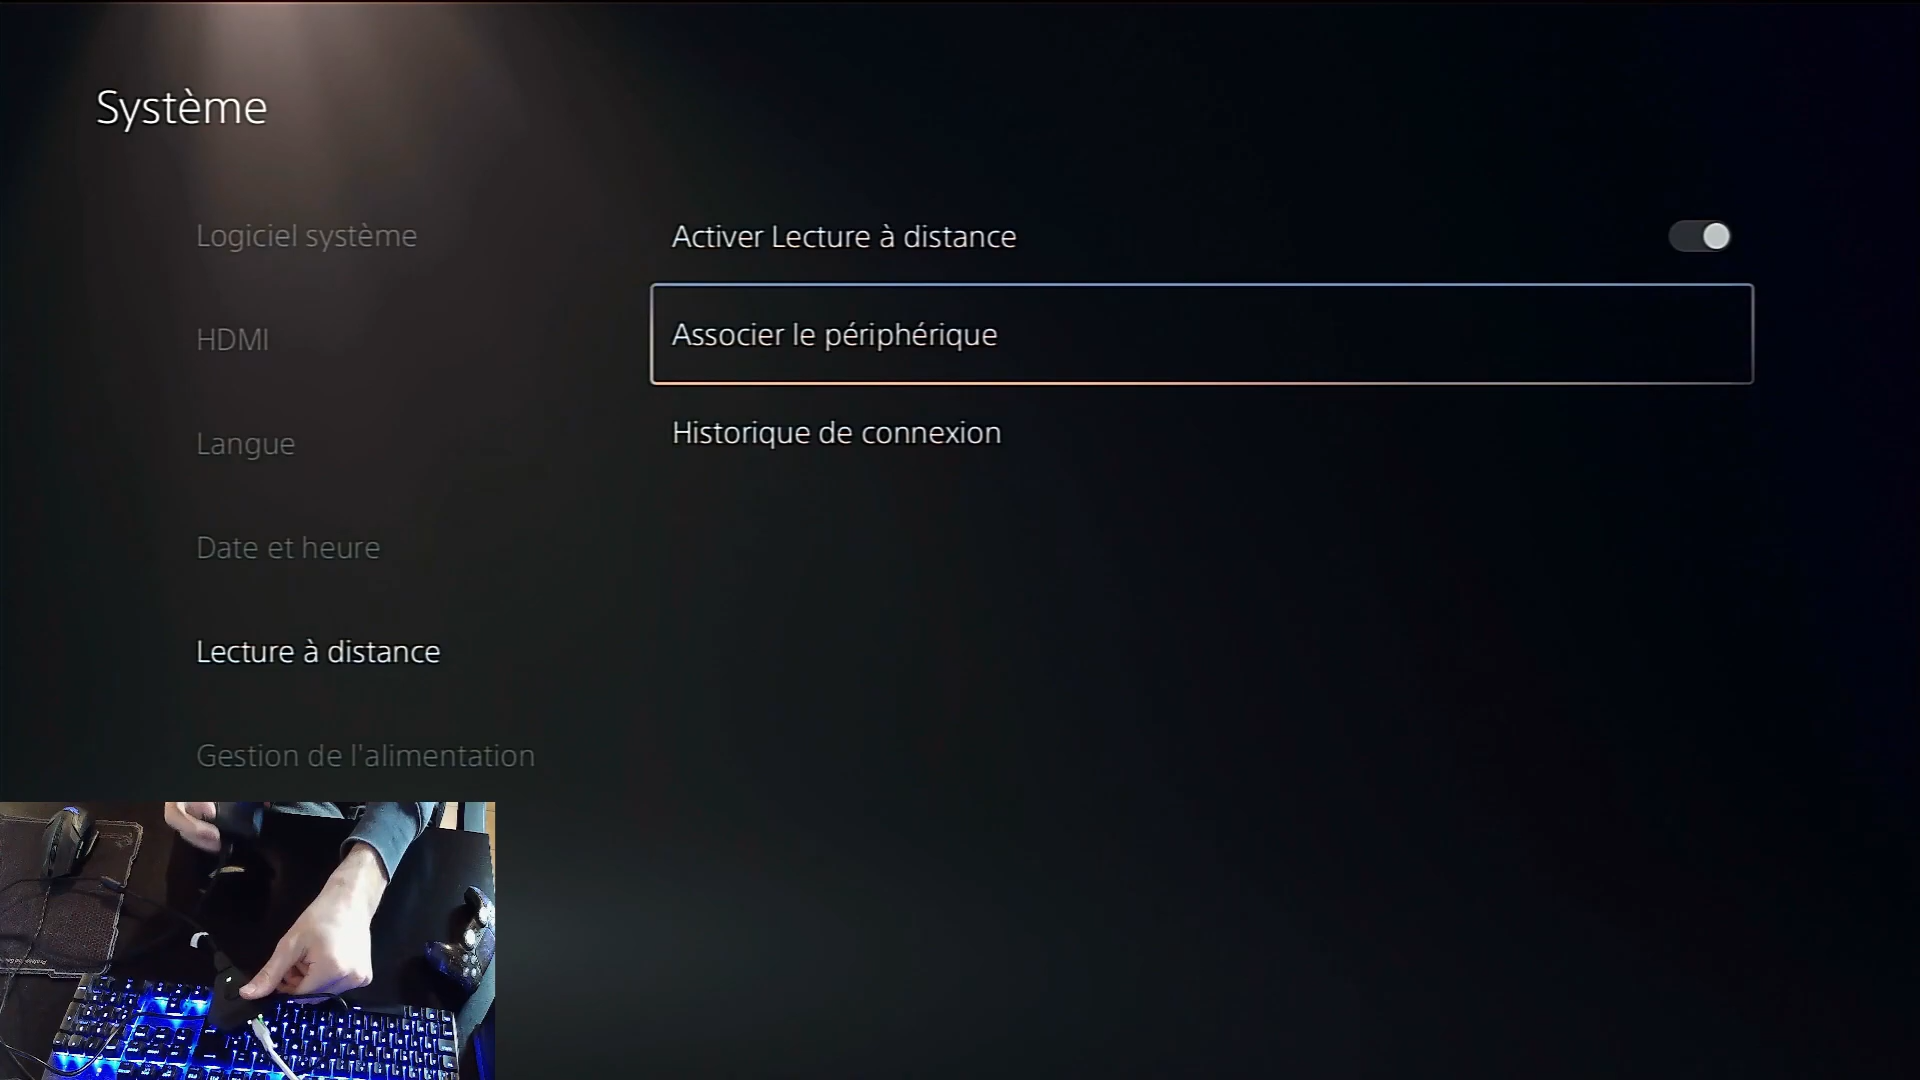 Système
Logiciel système
HDMI
Langue
Date et heure
Lecture à distance
Gestion de l'alimentation
Activer Lecture à distance
Associer le périphérique
Historique de connexion